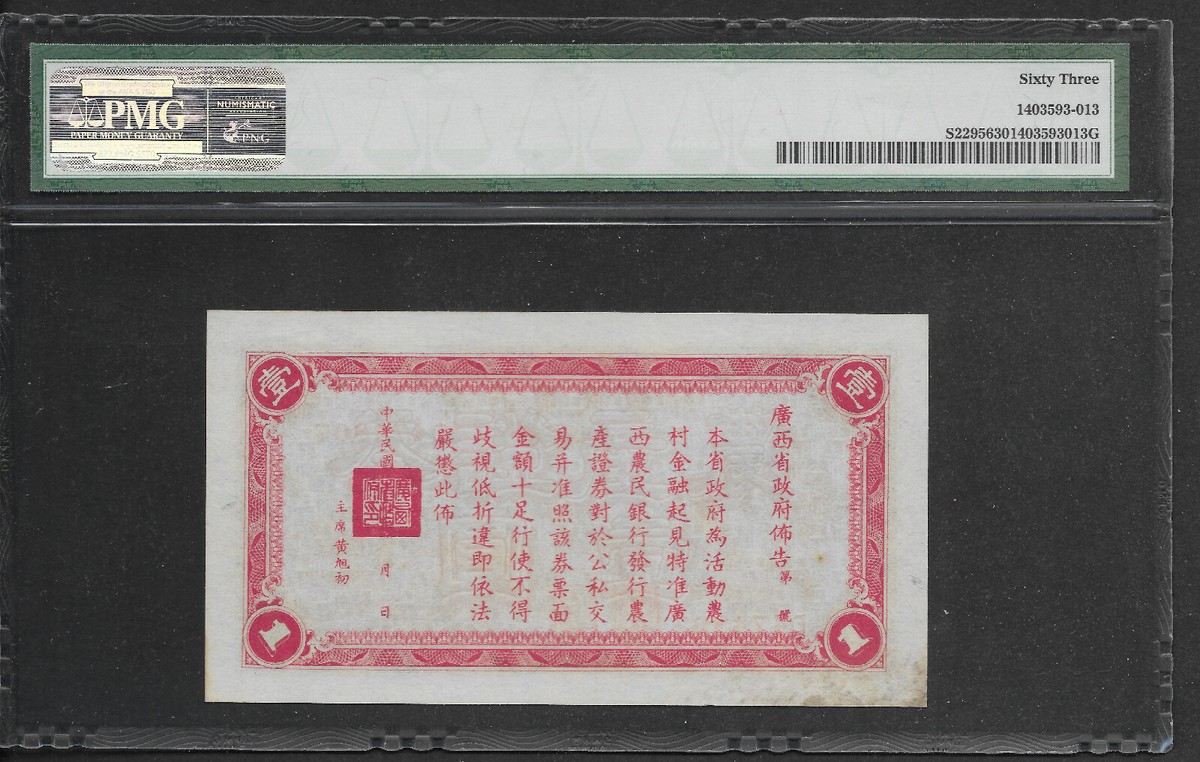 PMG
PAPER MONEY GUARANTY
NUMISMATIC
PNG
Sixty Three
1403593-013
S22956301403593013G
壹
壹
廣西省政府佈告第 號
本省政府為活動農
村金融起見特准廣
西農民銀行發行農
產證券對於公私交
易并准照該券票面
金額十足行使不得
歧視低折違即依法
嚴懲此佈
中華民國 月 日
主席黃旭初
1
1